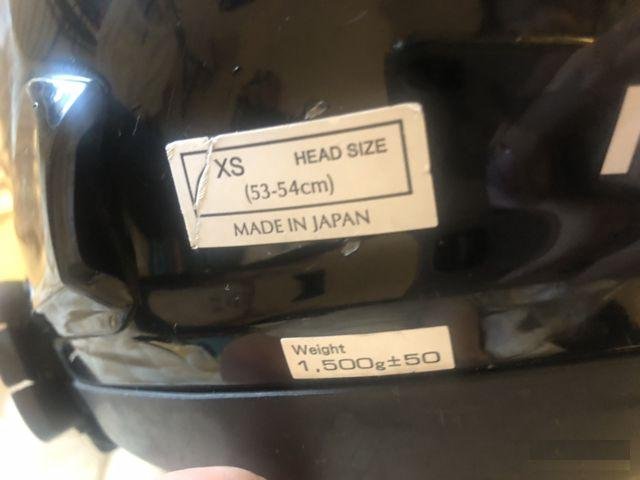 XS HEAD SIZE
(53-54cm)
MADE IN JAPAN
Weight
1,500g±50